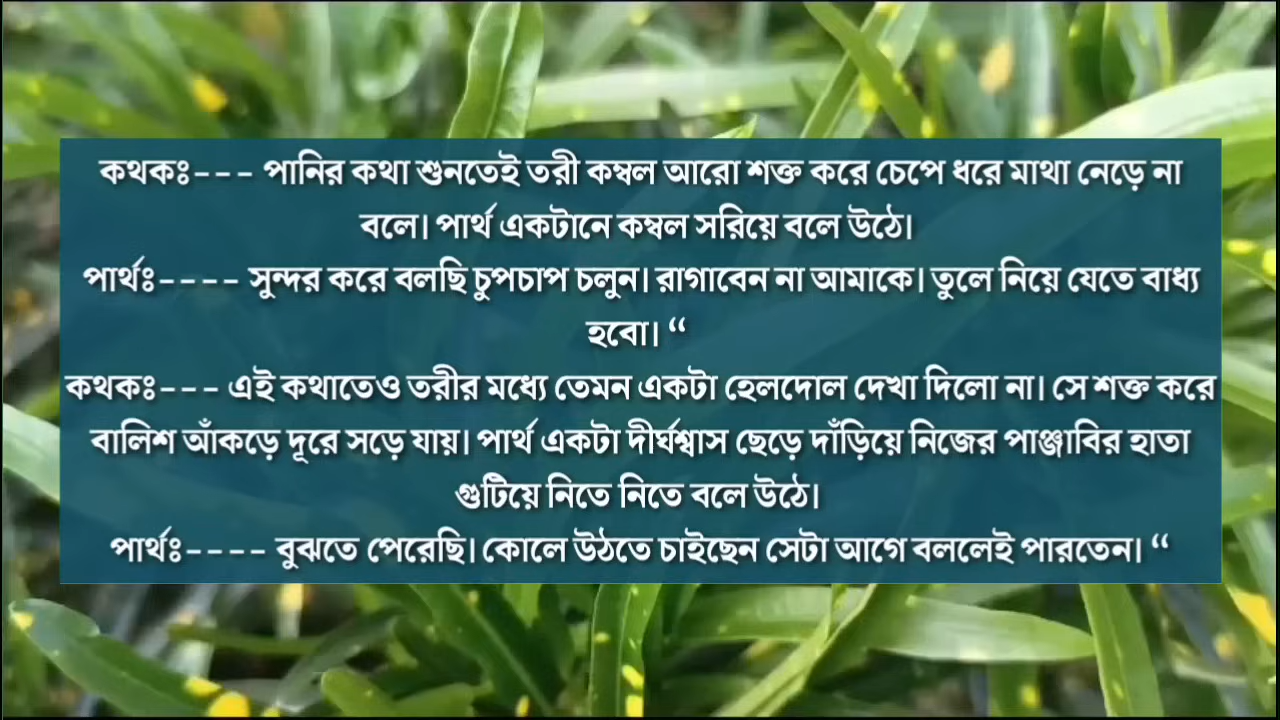 কথকঃ--- পানির কথা শুনতেই তরী কম্বল আরো শক্ত করে চেপে ধরে মাথা নেড়ে না
বলে। পার্থ একটানে কম্বল সরিয়ে বলে উঠে।
পার্থঃ---- সুন্দর করে বলছি চুপচাপ চলুন। রাগাবেন না আমাকে। তুলে নিয়ে যেতে বাধ্য
হবো। “
কথকঃ--- এই কথাতেও তরীর মধ্যে তেমন একটা হেলদোল দেখা দিলো না। সে শক্ত করে
বালিশ আঁকড়ে দূরে সড়ে যায়। পার্থ একটা দীর্ঘশ্বাস ছেড়ে দাঁড়িয়ে নিজের পাঞ্জাবির হাতা
গুটিয়ে নিতে নিতে বলে উঠে।
পার্থঃ---- বুঝতে পেরেছি। কোলে উঠতে চাইছেন সেটা আগে বললেই পারতেন। “